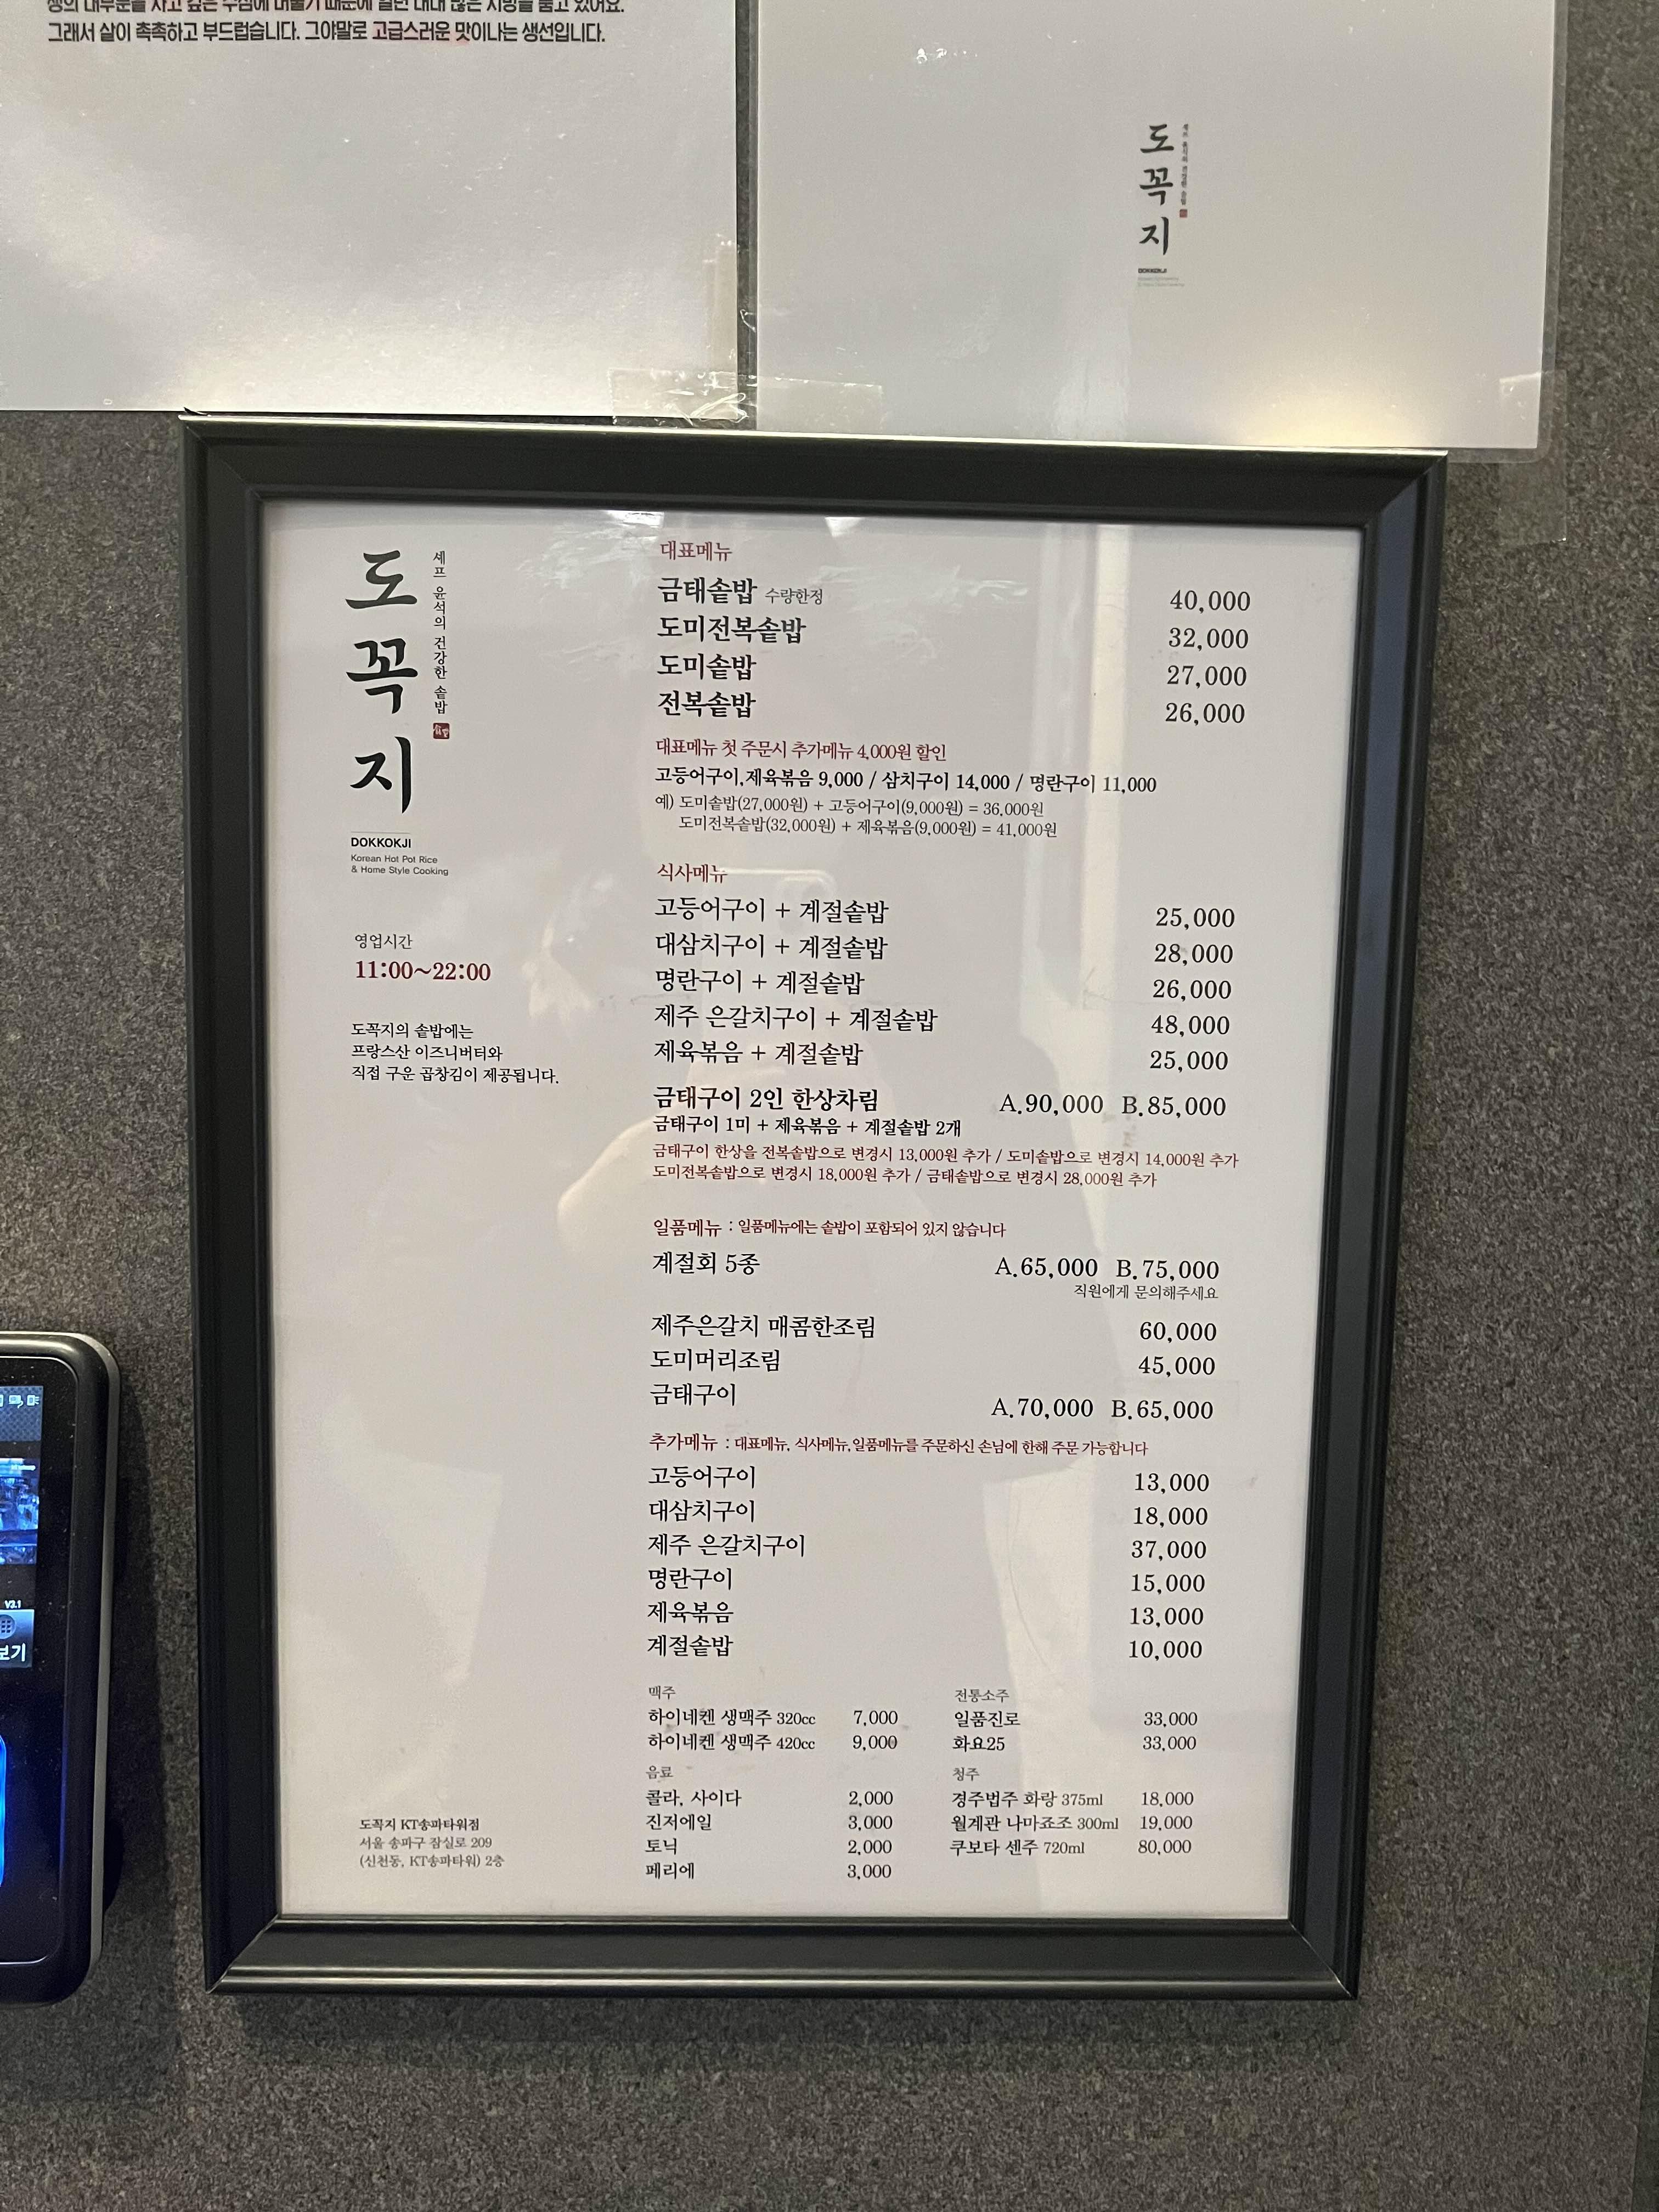 그래서 살이 촉촉하고 부드럽습니다. 그야말로 고급스러운 맛이나는 생선입니다.
도꼭지
DOKKOKJI
도꼭지
셰프 윤석의 건강한 솥밥
DOKKOKJI
Korean Hot Pot Rice
& Home Style Cooking
영업시간
11:00~22:00
도꼭지의 솥밥에는
프랑스산 이즈니버터와
직접 구운 곱창김이 제공됩니다.
도꼭지 KT송파타워점
서울 송파구 잠실로 209
(신천동, KT송파타워) 2층
대표메뉴
금태솥밥 수량한정 40,000
도미전복솥밥 32,000
도미솥밥 27,000
전복솥밥 26,000
대표메뉴 첫 주문시 추가메뉴 4,000원 할인
고등어구이,제육볶음 9,000 / 삼치구이 14,000 / 명란구이 11,000
예) 도미솥밥(27,000원) + 고등어구이(9,000원) = 36,000원
도미전복솥밥(32,000원) + 제육볶음(9,000원) = 41,000원
식사메뉴
고등어구이 + 계절솥밥 25,000
대삼치구이 + 계절솥밥 28,000
명란구이 + 계절솥밥 26,000
제주 은갈치구이 + 계절솥밥 48,000
제육볶음 + 계절솥밥 25,000
금태구이 2인 한상차림 A.90,000 B.85,000
금태구이 1미 + 제육볶음 + 계절솥밥 2개
금태구이 한상을 전복솥밥으로 변경시 13,000원 추가 / 도미솥밥으로 변경시 14,000원 추가
도미전복솥밥으로 변경시 18,000원 추가 / 금태솥밥으로 변경시 28,000원 추가
일품메뉴 : 일품메뉴에는 솥밥이 포함되어 있지 않습니다
계절회 5종 A.65,000 B.75,000
직원에게 문의해주세요
제주은갈치 매콤한조림 60,000
도미머리조림 45,000
금태구이 A.70,000 B.65,000
추가메뉴 : 대표메뉴, 식사메뉴,일품메뉴를 주문하신 손님에 한해 주문 가능합니다
고등어구이 13,000
대삼치구이 18,000
제주 은갈치구이 37,000
명란구이 15,000
제육볶음 13,000
계절솥밥 10,000
맥주
하이네켄 생맥주 320cc 7,000
하이네켄 생맥주 420cc 9,000
음료
콜라, 사이다 2,000
진저에일 3,000
토닉 2,000
페리에 3,000
전통소주
일품진로 33,000
화요25 33,000
청주
경주법주 화랑 375ml 18,000
월계관 나마죠조 300ml 19,000
쿠보타 센주 720ml 80,000
V3.1
보기